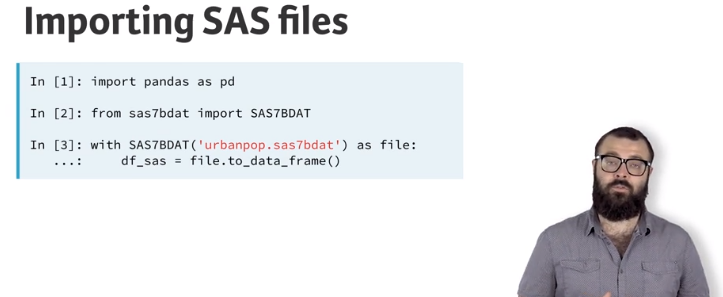 Importing SAS files
In [1]: import pandas as pd
In [2]: from sas7bdat import SAS7BDAT
In [3]: with SAS7BDAT('urbanpop.sas7bdat') as file:
...: df_sas = file.to_data_frame()